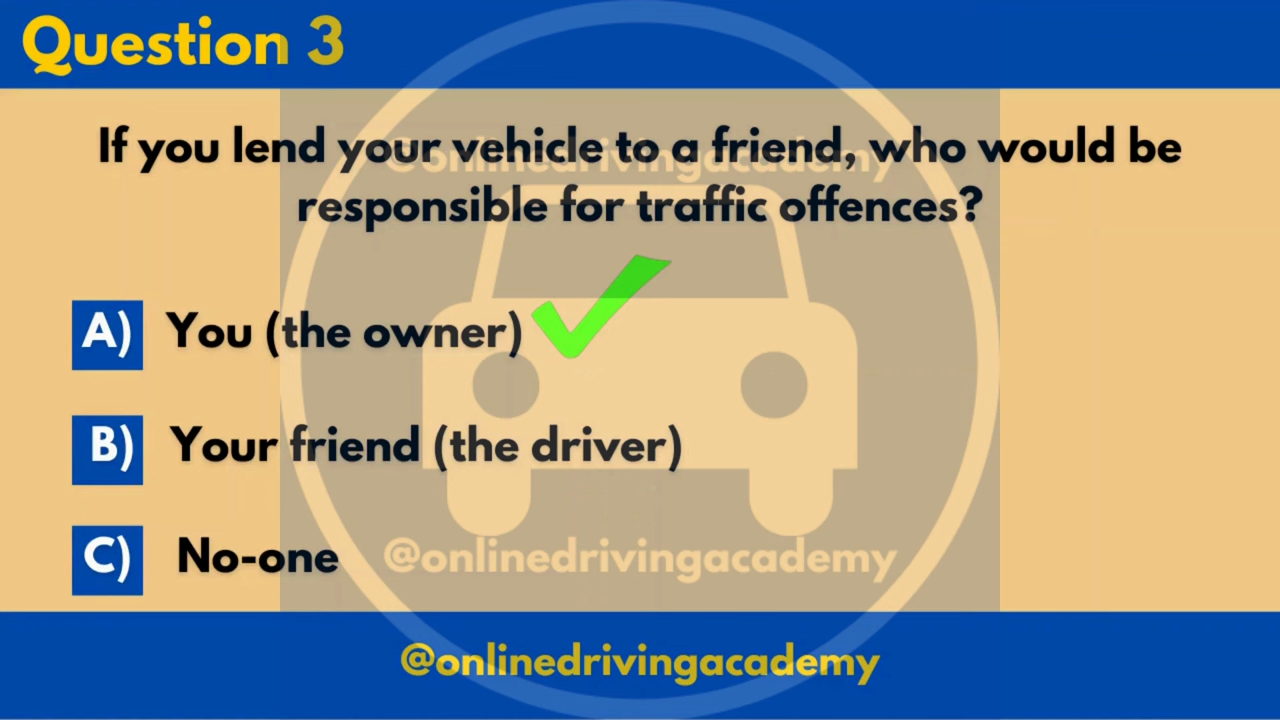 Question 3
@onlinedrivingacademy
If you lend your vehicle to a friend, who would be
responsible for traffic offences?
A) You (the owner)
B) Your friend (the driver)
C) No-one
@onlinedrivingacademy
@onlinedrivingacademy